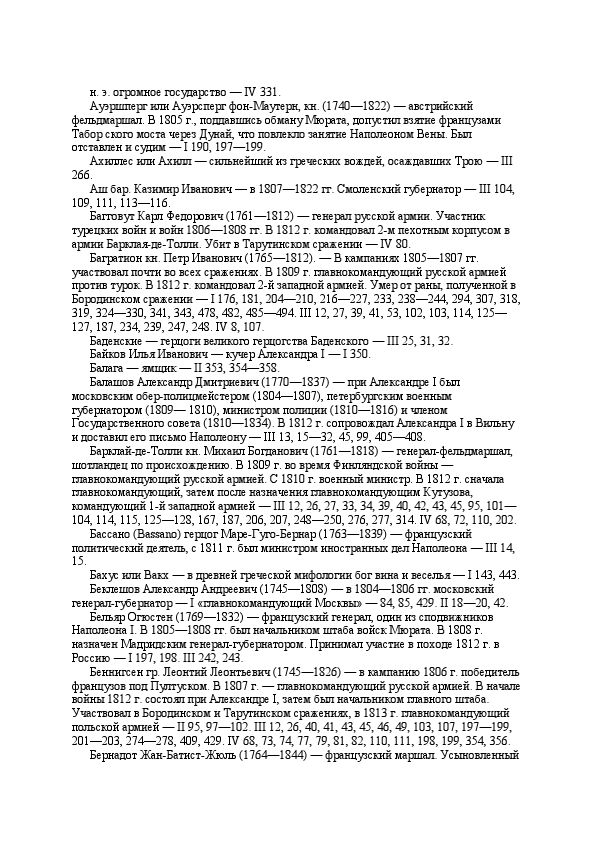 н. э. огромное государство — IV 331.
Ауэршперг или Ауэрсперг фон-Маутерн, кн. (1740—1822) — австрийский
фельдмаршал. В 1805 г., поддавшись обману Мюрата, допустил взятие французами
Табор ского моста через Дунай, что повлекло занятие Наполеоном Вены. Был
отставлен и судим — I 190, 197—199.
Ахиллес или Ахилл — сильнейший из греческих вождей, осаждавших Трою — III
266.
Аш бар. Казимир Иванович — в 1807—1822 гг. Смоленский губернатор — III 104,
109, 111, 113—116.
Багговут Карл Федорович (1761—1812) — генерал русской армии. Участник
турецких войн и войн 1806—1808 гг. В 1812 г. командовал 2-м пехотным корпусом в
армии Барклая-де-Толли. Убит в Тарутинском сражении — IV 80.
Багратион кн. Петр Иванович (1765—1812). — В кампаниях 1805—1807 гг.
участвовал почти во всех сражениях. В 1809 г. главнокомандующий русской армией
против турок. В 1812 г. командовал 2-й западной армией. Умер от раны, полученной в
Бородинском сражении — I 176, 181, 204—210, 216—227, 233, 238—244, 294, 307, 318,
319, 324—330, 341, 343, 478, 482, 485—494. III 12, 27, 39, 41, 53, 102, 103, 114, 125—
127, 187, 234, 239, 247, 248. IV 8, 107.
Баденские — герцоги великого герцогства Баденского — III 25, 31, 32.
Байков Илья Иванович — кучер Александра I — I 350.
Балага — ямщик — II 353, 354—358.
Балашов Александр Дмитриевич (1770—1837) — при Александре I был
московским обер-полицмейстером (1804—1807), петербургским военным
губернатором (1809— 1810), министром полиции (1810—1816) и членом
Государственного совета (1810—1834). В 1812 г. сопровождал Александра I в Вильну
и доставил его письмо Наполеону — III 13, 15—32, 45, 99, 405—408.
Барклай-де-Толли кн. Михаил Богданович (1761—1818) — генерал-фельдмаршал,
шотландец по происхождению. В 1809 г. во время Финляндской войны —
главнокомандующий русской армией. С 1810 г. военный министр. В 1812 г. сначала
главнокомандующий, затем после назначения главнокомандующим Кутузова,
командующий 1-й западной армией — III 12, 26, 27, 33, 34, 39, 40, 42, 43, 45, 95, 101—
104, 114, 115, 125—128, 167, 187, 206, 207, 248—250, 276, 277, 314. IV 68, 72, 110, 202.
Бассано (Bassano) герцог Маре-Гуго-Бернар (1763—1839) — французский
политический деятель, с 1811 г. был министром иностранных дел Наполеона — III 14,
15.
Бахус или Вакх — в древней греческой мифологии бог вина и веселья — I 143, 443.
Беклешов Александр Андреевич (1745—1808) — в 1804—1806 гг. московский
генерал-губернатор — I «главнокомандующий Москвы» — 84, 85, 429. II 18—20, 42.
Бельяр Огюстен (1769—1832) — французский генерал, один из сподвижников
Наполеона I. В 1805—1808 гг. был начальником штаба войск Мюрата. В 1808 г.
назначен Мадридским генерал-губернатором. Принимал участие в походе 1812 г. в
Россию — I 197, 198. III 242, 243.
Беннигсен гр. Леонтий Леонтьевич (1745—1826) — в кампанию 1806 г. победитель
французов под Пултуском. В 1807 г. — главнокомандующий русской армией. В начале
войны 1812 г. состоял при Александре I, затем был начальником главного штаба.
Участвовал в Бородинском и Тарутинском сражениях, в 1813 г. главнокомандующий
польской армией — II 95, 97—102. III 12, 26, 40, 41, 43, 45, 46, 49, 103, 107, 197—199,
201—203, 274—278, 409, 429. IV 68, 73, 74, 77, 79, 81, 82, 110, 111, 198, 199, 354, 356.
Бернадот Жан-Батист-Жюль (1764—1844) — французский маршал. Усыновленный